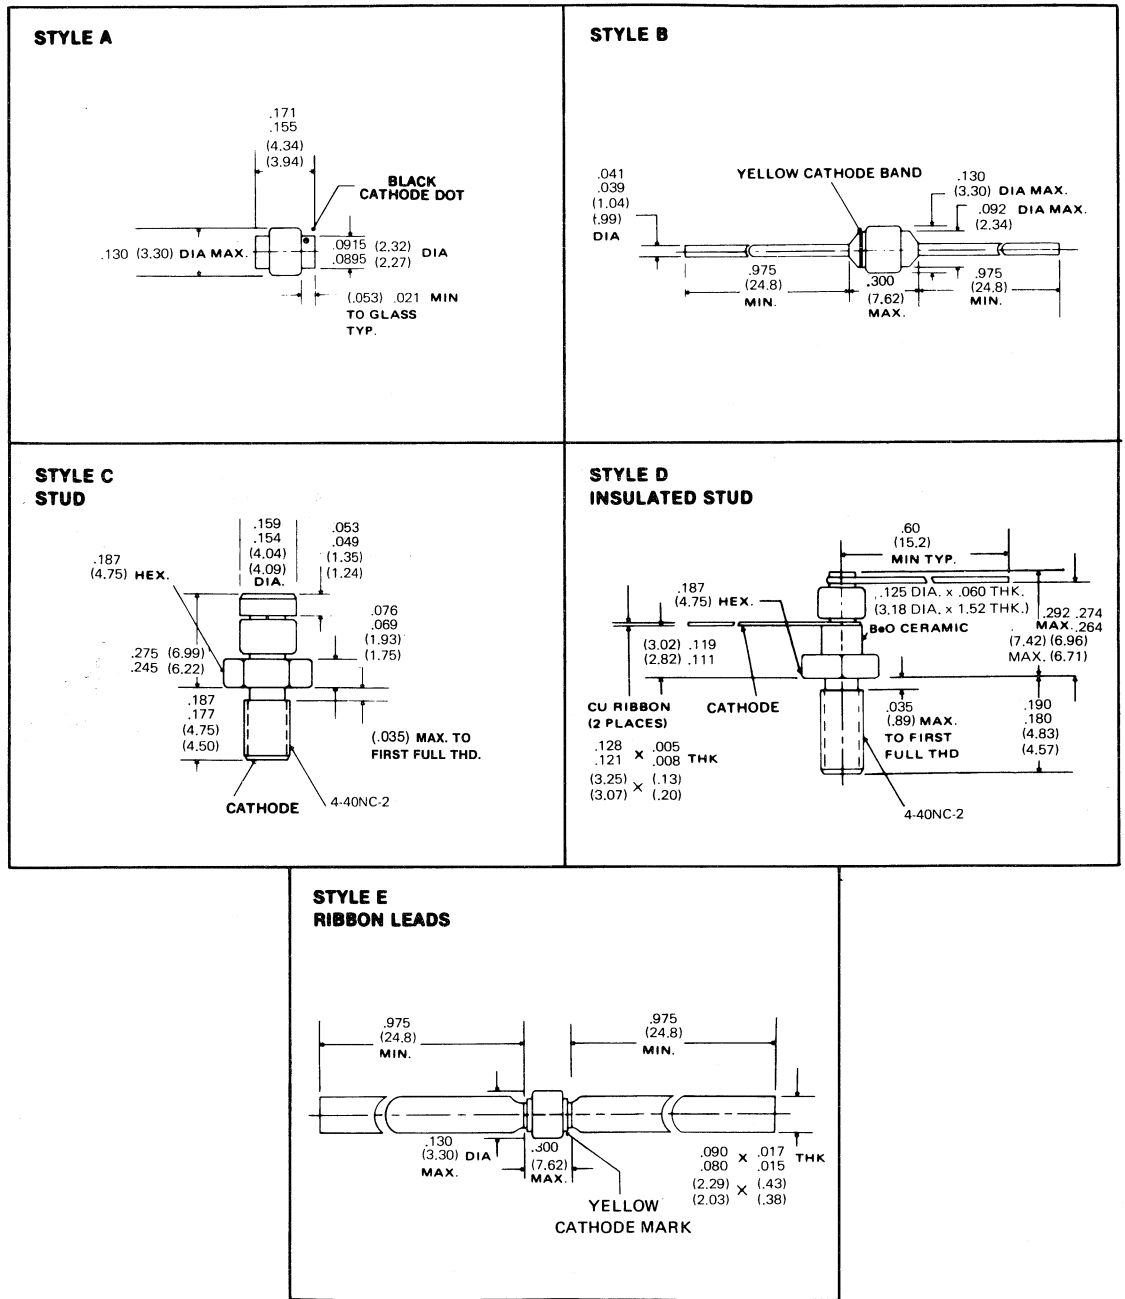 STYLE A
.171
.155
(4.34)
(3.94)
BLACK
CATHODE DOT
.130 (3.30) DIA MAX.
.0915 (2.32) DIA
.0895 (2.27)
(.053) .021 MIN
TO GLASS
TYP.
STYLE B
.041
.039
(1.04)
(.99)
DIA
YELLOW CATHODE BAND
.130
(3.30) DIA MAX.
.092 DIA MAX.
(2.34)
.975
(24.8)
MIN.
.300
(7.62)
MAX.
.975
(24.8)
MIN.
STYLE C
STUD
.159
.154
(4.04)
(4.09)
DIA.
.053
.049
(1.35)
(1.24)
.187
(4.75) HEX.
.076
.069
(1.93)
(1.75)
.275 (6.99)
.245 (6.22)
.187
.177
(4.75)
(4.50)
(.035) MAX. TO
FIRST FULL THD.
CATHODE
4-40NC-2
STYLE D
INSULATED STUD
.60
(15.2)
MIN TYP.
.187
(4.75) HEX.
.125 DIA. x .060 THK.
(3.18 DIA. x 1.52 THK.)
BeO CERAMIC
.292 .274
MAX. .264
(7.42) (6.96)
MAX. (6.71)
(3.02) .119
(2.82) .111
CU RIBBON
(2 PLACES)
CATHODE
.128 x .005 THK
.121 .008
(3.25) x (.13)
(3.07) (.20)
.035
(.89) MAX.
TO FIRST
FULL THD
.190
.180
(4.83)
(4.57)
4-40NC-2
STYLE E
RIBBON LEADS
.975
(24.8)
MIN.
.975
(24.8)
MIN.
.130
(3.30) DIA
MAX.
.300
(7.62)
MAX.
.090 x .017 THK
.080 .015
(2.29) x (.43)
(2.03) (.38)
YELLOW
CATHODE MARK